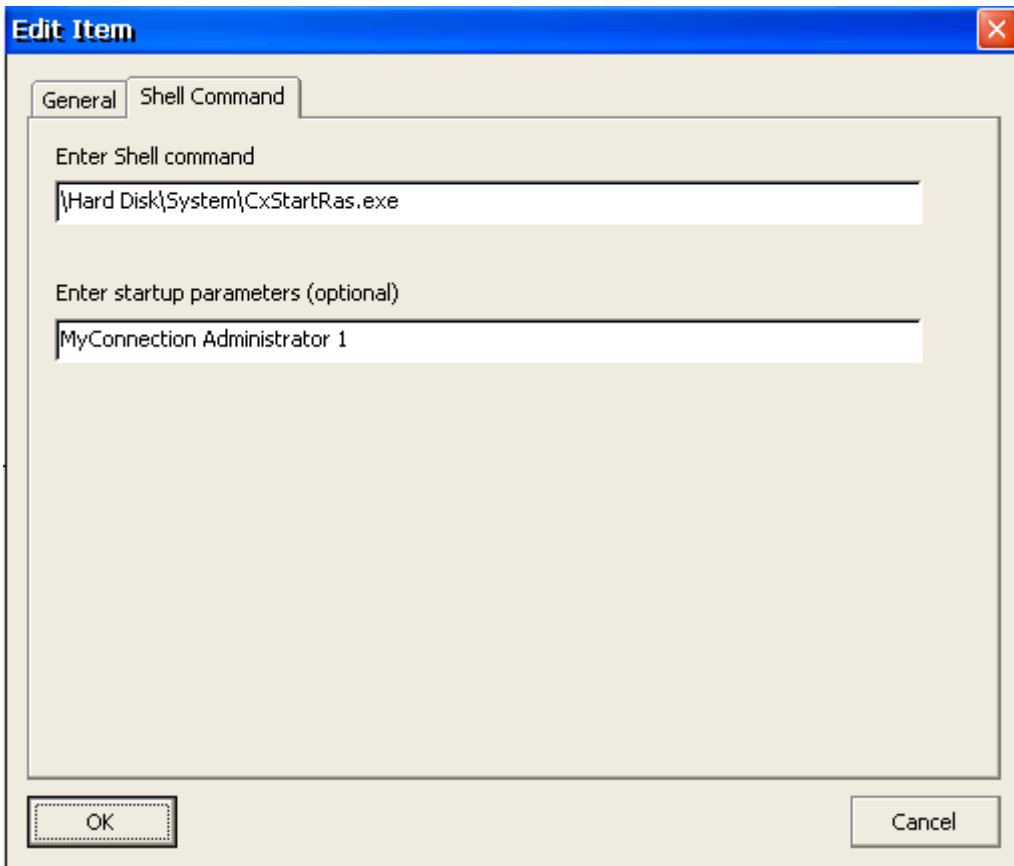 Edit Item
General
Shell Command
Enter Shell command
\Hard Disk\System\CxStartRas.exe
Enter startup parameters (optional)
MyConnection Administrator 1
OK
Cancel